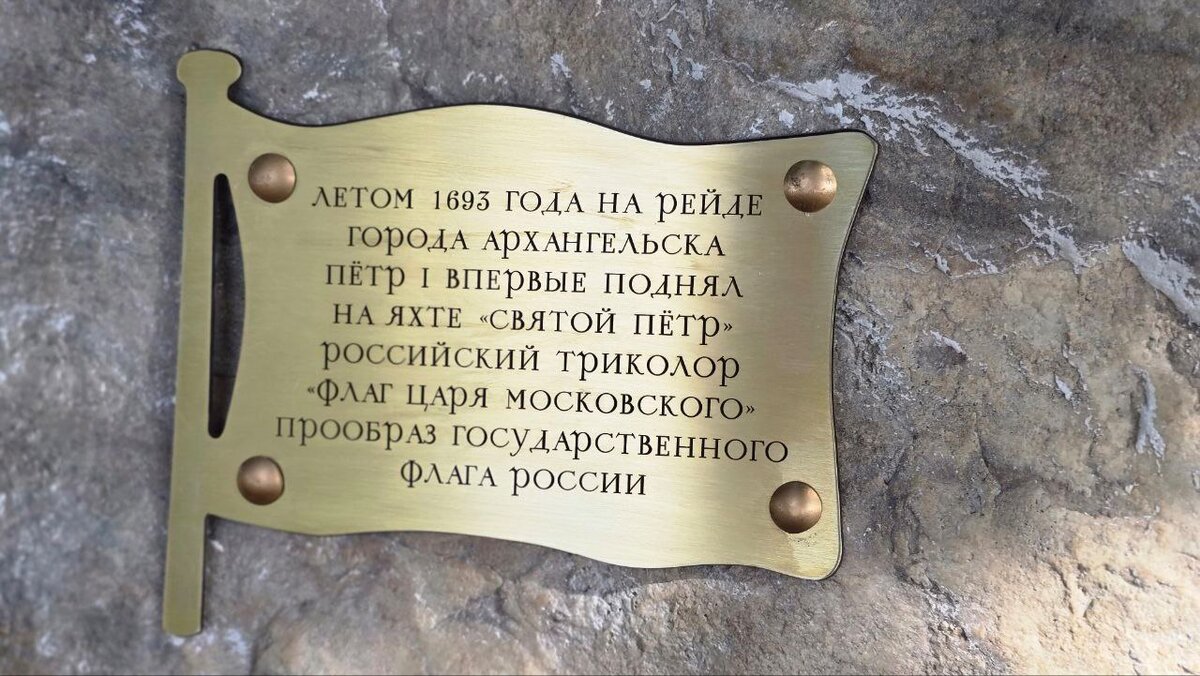 ЛЕТОМ 1693 ГОДА НА РЕЙДЕ
ГОРОДА АРХАНГЕЛЬСКА
ПЁТР I ВПЕРВЫЕ ПОДНЯЛ
НА ЯХТЕ «СВЯТОЙ ПЁТР»
РОССИЙСКИЙ ТРИКОЛОР
«ФЛАГ ЦАРЯ МОСКОВСКОГО»
ПРООБРАЗ ГОСУДАРСТВЕННОГО
ФЛАГА РОССИИ